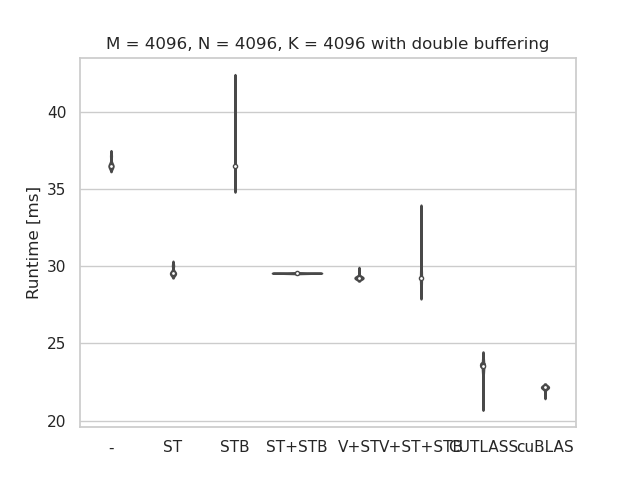 M = 4096, N = 4096, K = 4096 with double buffering
Runtime [ms]
40
35
30
25
20
- ST STB ST+STB V+ST V+ST+STB CUTLASS cuBLAS